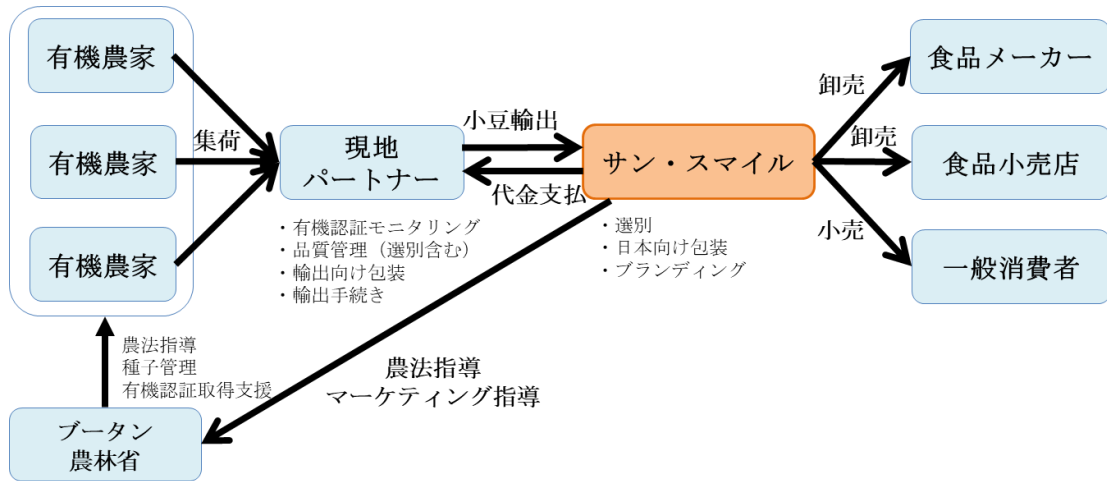 有機農家
有機農家
有機農家
集荷
現地
パートナー
・有機認証モニタリング
・品質管理（選別含む）
・輸出向け包装
・輸出手続き
小豆輸出
代金支払
サン・スマイル
・選別
・日本向け包装
・ブランディング
卸売
卸売
小売
食品メーカー
食品小売店
一般消費者
農法指導
種子管理
有機認証取得支援
農法指導
マーケティング指導
ブータン
農林省